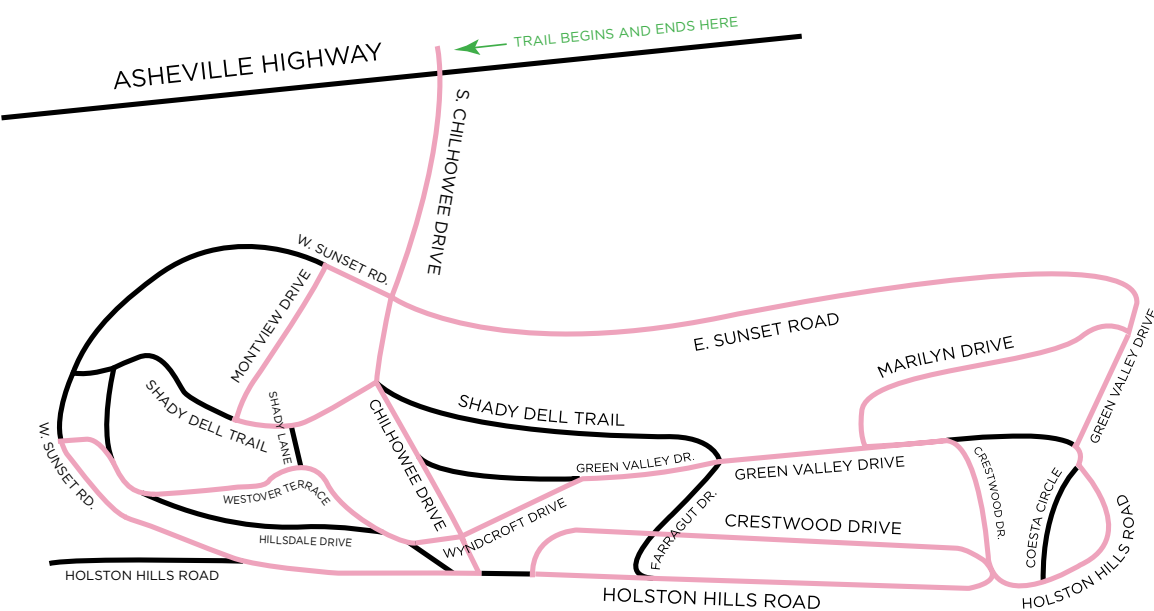 TRAIL BEGINS AND ENDS HERE
ASHEVILLE HIGHWAY
S. CHILHOWEE DRIVE
W. SUNSET RD.
MONTVIEW DRIVE
E. SUNSET ROAD
MARILYN DRIVE
GREEN VALLEY DRIVE
SHADY DELL TRAIL
SHADY LANE
CHILHOWEE DRIVE
SHADY DELL TRAIL
W. SUNSET RD.
WESTOVER TERRACE
GREEN VALLEY DR.
GREEN VALLEY DRIVE
CRESTWOOD DR.
COESTA CIRCLE
HOLSTON HILLS ROAD
HILLSDALE DRIVE
WYNDCROFT DRIVE
FARRAGUT DR.
CRESTWOOD DRIVE
HOLSTON HILLS ROAD
HOLSTON HILLS ROAD